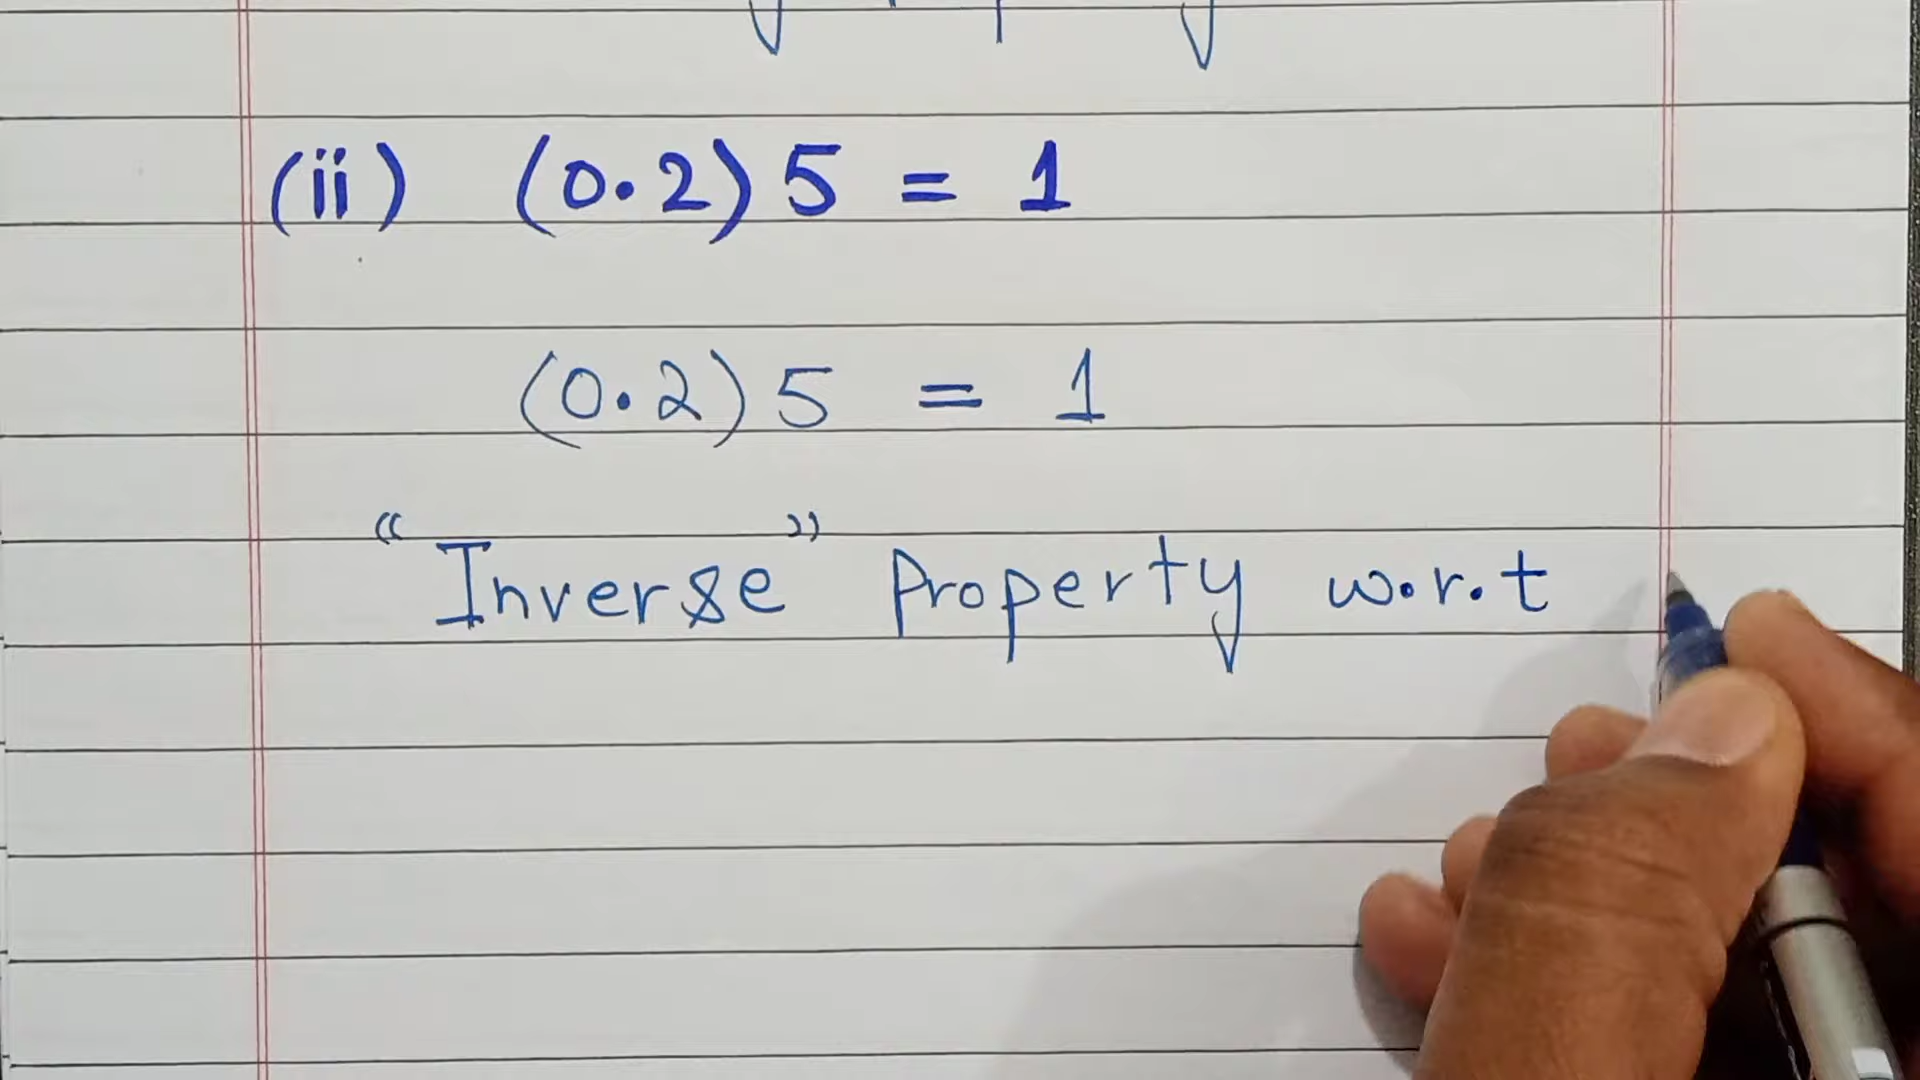 (ii) (0.2) 5 = 1
(0.2) 5 = 1
“Inverse” Property w.r.t